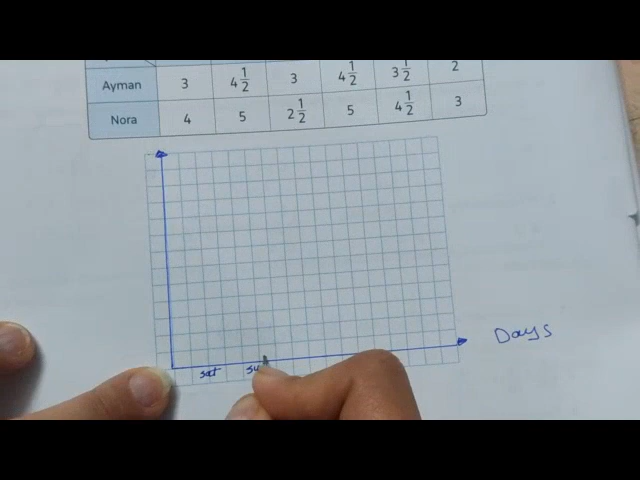 Ayman 3 4 1/2 3 4 1/2 3 1/2 2
Nora 4 5 2 1/2 5 4 1/2 3
Days
sat su